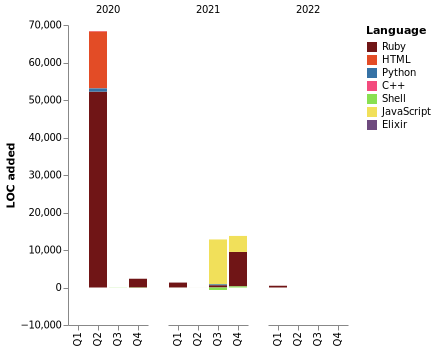 2020 2021 2022
Language
Ruby
HTML
Python
C++
Shell
JavaScript
Elixir
LOC added
70,000
60,000
50,000
40,000
30,000
20,000
10,000
0
−10,000
Q1 Q2 Q3 Q4 Q1 Q2 Q3 Q4 Q1 Q2 Q3 Q4